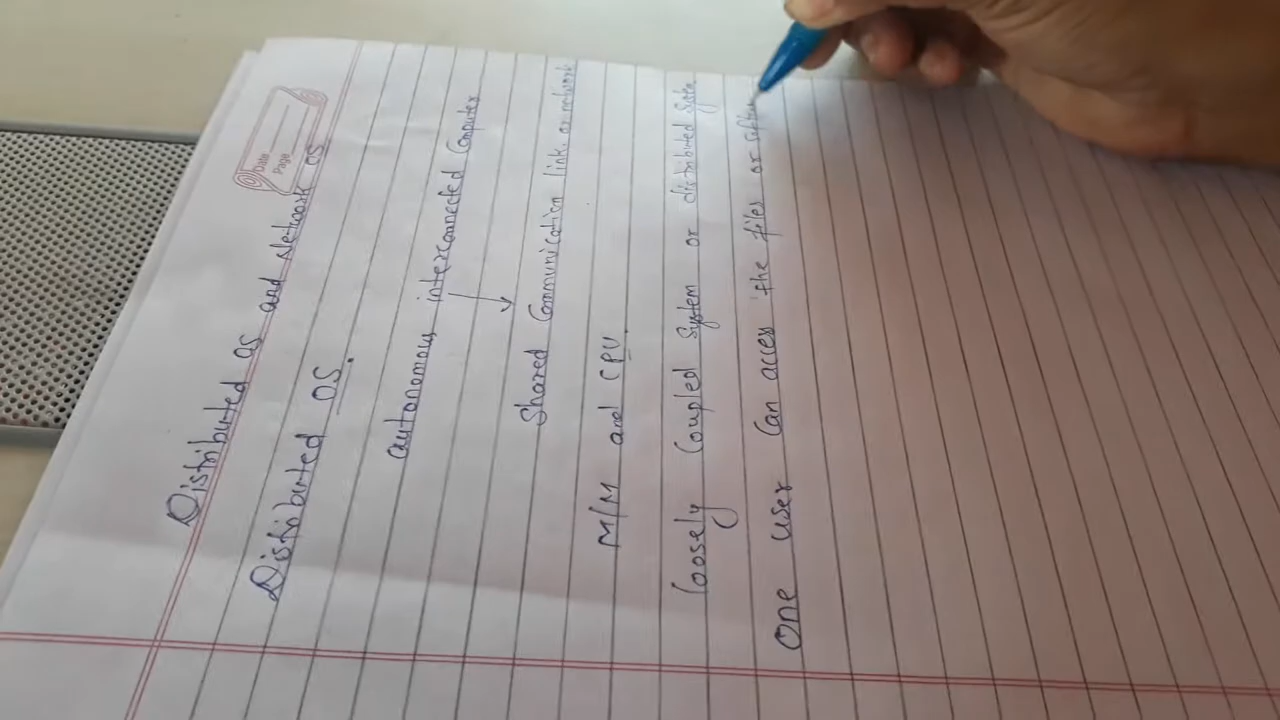 Date
Page
Distributed OS and Network OS
Distributed OS.
autonomous interconnected Computer
Shared Communication link or network
M/M and CPU.
loosely Coupled System or distributed
One user Can access the files or